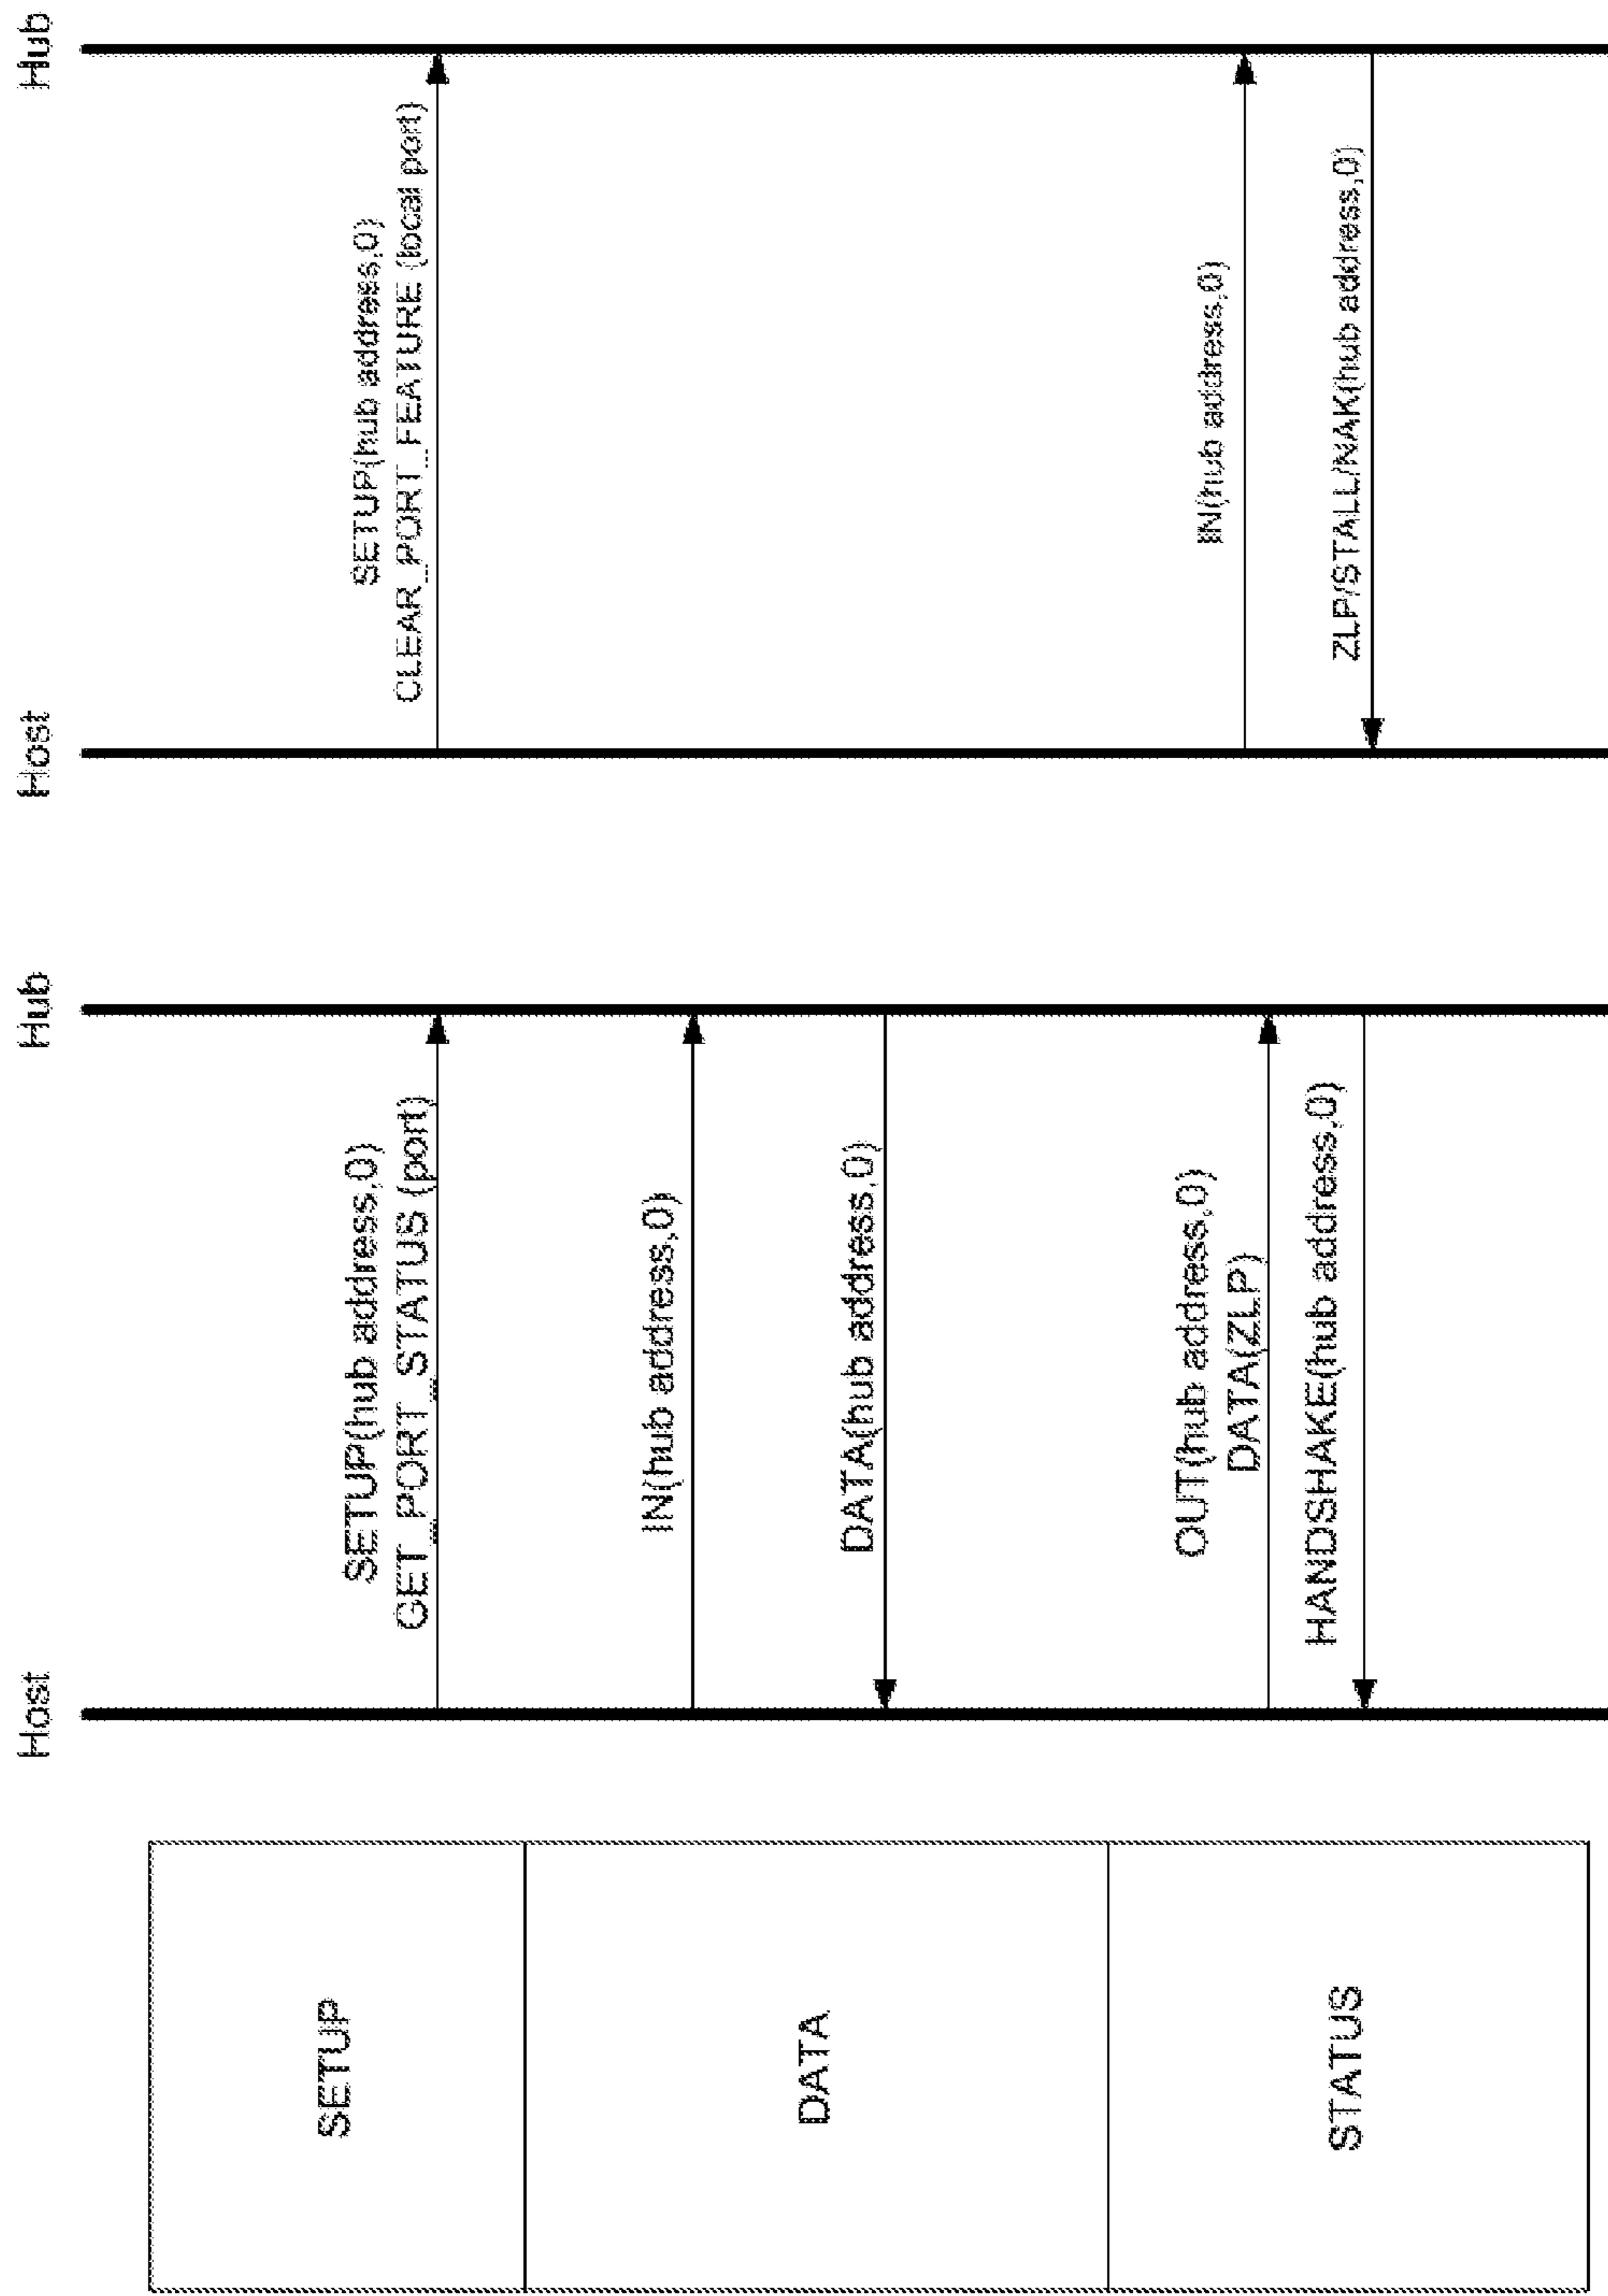 Host
Hub
Host
Hub
SETUP
SETUP(hub address,0)
GET_PORT_STATUS (port)
SETUP(hub address,0)
CLEAR_PORT_FEATURE (local port)
DATA
IN(hub address,0)
DATA(hub address,0)
STATUS
OUT(hub address,0)
DATA(ZLP)
HANDSHAKE(hub address,0)
IN(hub address,0)
ZLP/STALL/NAK(hub address,0)